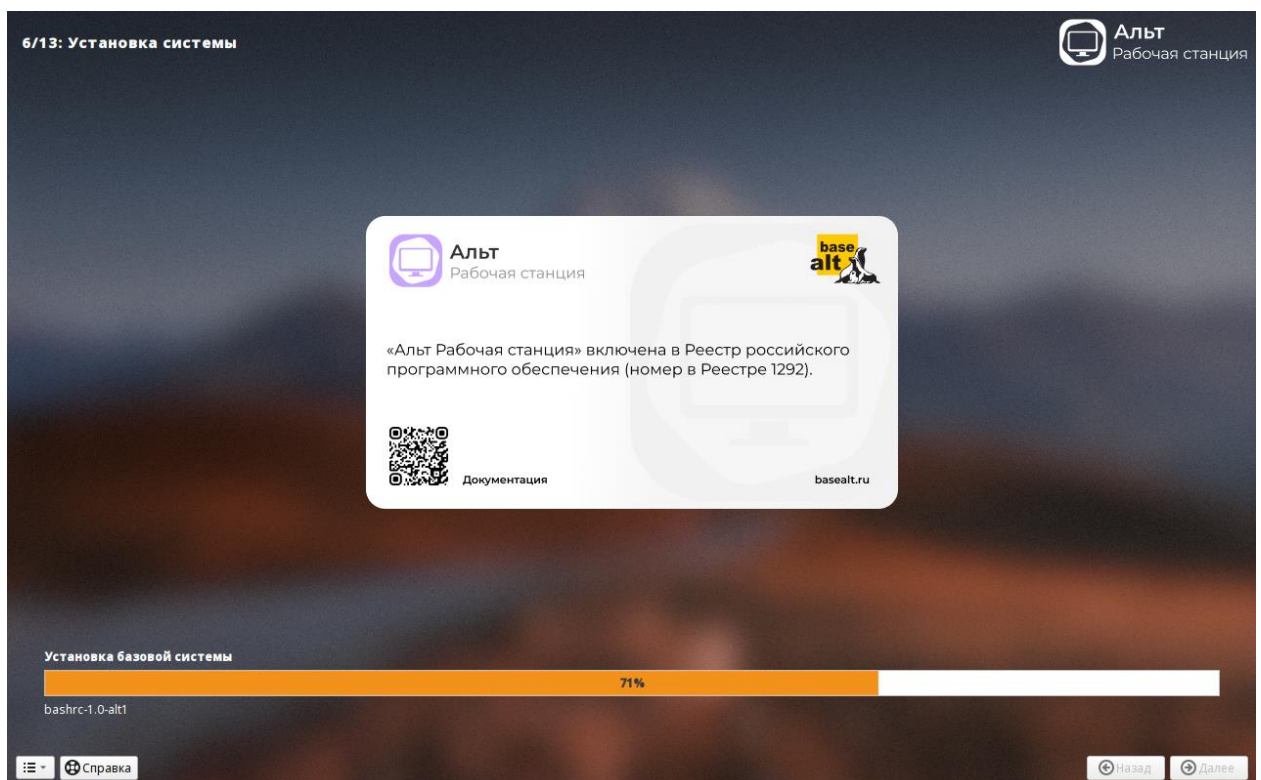 6/13: Установка системы
Альт
Рабочая станция
Альт
Рабочая станция
base
alt
«Альт Рабочая станция» включена в Реестр российского
программного обеспечения (номер в Реестре 1292).
Документация
basealt.ru
Установка базовой системы
71%
bashrc-1.0-alt1
Справка
Назад
Далее